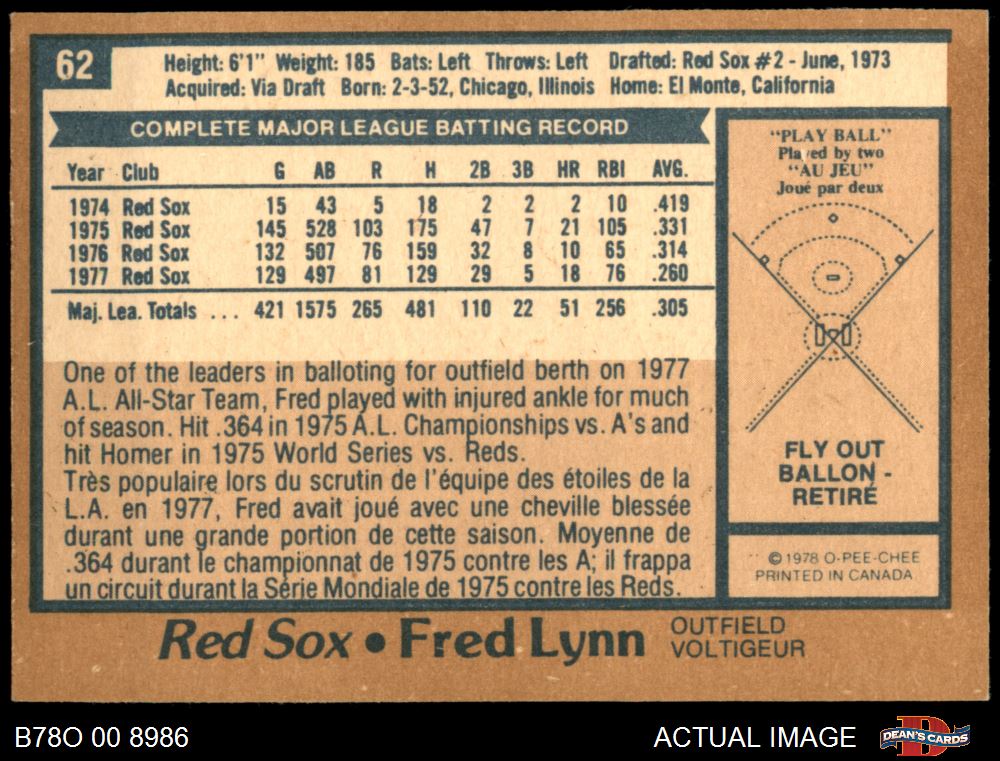 62
Height: 6'1" Weight: 185 Bats: Left Throws: Left Drafted: Red Sox #2 - June, 1973
Acquired: Via Draft Born: 2-3-52, Chicago, Illinois Home: El Monte, California
COMPLETE MAJOR LEAGUE BATTING RECORD
Year Club G AB R H 2B 3B HR RBI AVG.
1974 Red Sox 15 43 5 18 2 2 2 10 .419
1975 Red Sox 145 528 103 175 47 7 21 105 .331
1976 Red Sox 132 507 76 159 32 8 10 65 .314
1977 Red Sox 129 497 81 129 29 5 18 76 .260
Maj. Lea. Totals ... 421 1575 265 481 110 22 51 256 .305
One of the leaders in balloting for outfield berth on 1977
A.L. All-Star Team, Fred played with injured ankle for much
of season. Hit .364 in 1975 A.L. Championships vs. A's and
hit Homer in 1975 World Series vs. Reds.
Très populaire lors du scrutin de l'équipe des étoiles de la
L.A. en 1977, Fred avait joué avec une cheville blessée
durant une grande portion de cette saison. Moyenne de
.364 durant le championnat de 1975 contre les A; il frappa
un circuit durant la Série Mondiale de 1975 contre les Reds.
"PLAY BALL"
Played by two
"AU JEU"
Joué par deux
FLY OUT
BALLON -
RETIRÉ
©1978 O-PEE-CHEE
PRINTED IN CANADA
Red Sox • Fred Lynn OUTFIELD
VOLTIGEUR
B78O 00 8986
ACTUAL IMAGE
DEAN'S CARDS